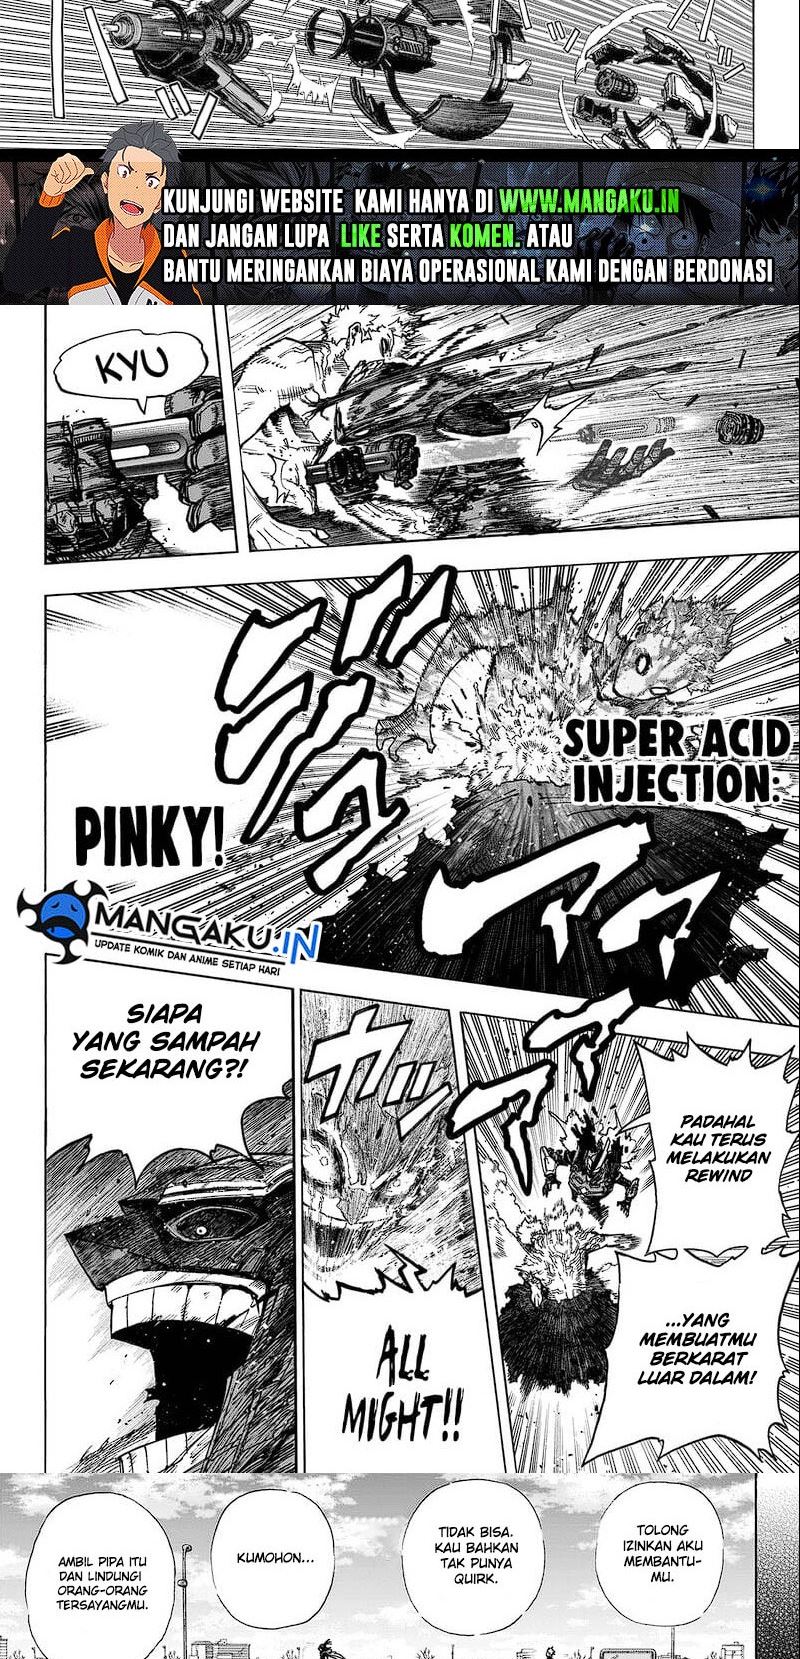 KUNJUNGI WEBSITE KAMI HANYA DI WWW.MANGAKU.IN
DAN JANGAN LUPA LIKE SERTA KOMEN. ATAU
BANTU MERINGANKAN BIAYA OPERASIONAL KAMI DENGAN BERDONASI
KYU
SUPER ACID
INJECTION:
PINKY!
MANGAKU.IN
UPDATE KOMIK DAN ANIME SETIAP HARI
PADAHAL
KAU TERUS
MELAKUKAN
REWIND
...YANG
MEMBUATMU
BERKARAT
LUAR DALAM!
ガッ
ALL
MIGHT!!
SIAPA
YANG SAMPAH
SEKARANG?!
TOLONG
IZINKAN AKU
MEMBANTU-
MU.
TIDAK BISA.
KAU BAHKAN
TAK PUNYA
QUIRK.
KUMOHON...
AMBIL PIPA ITU
DAN LINDUNGI
ORANG-ORANG
TERSAYANGMU.